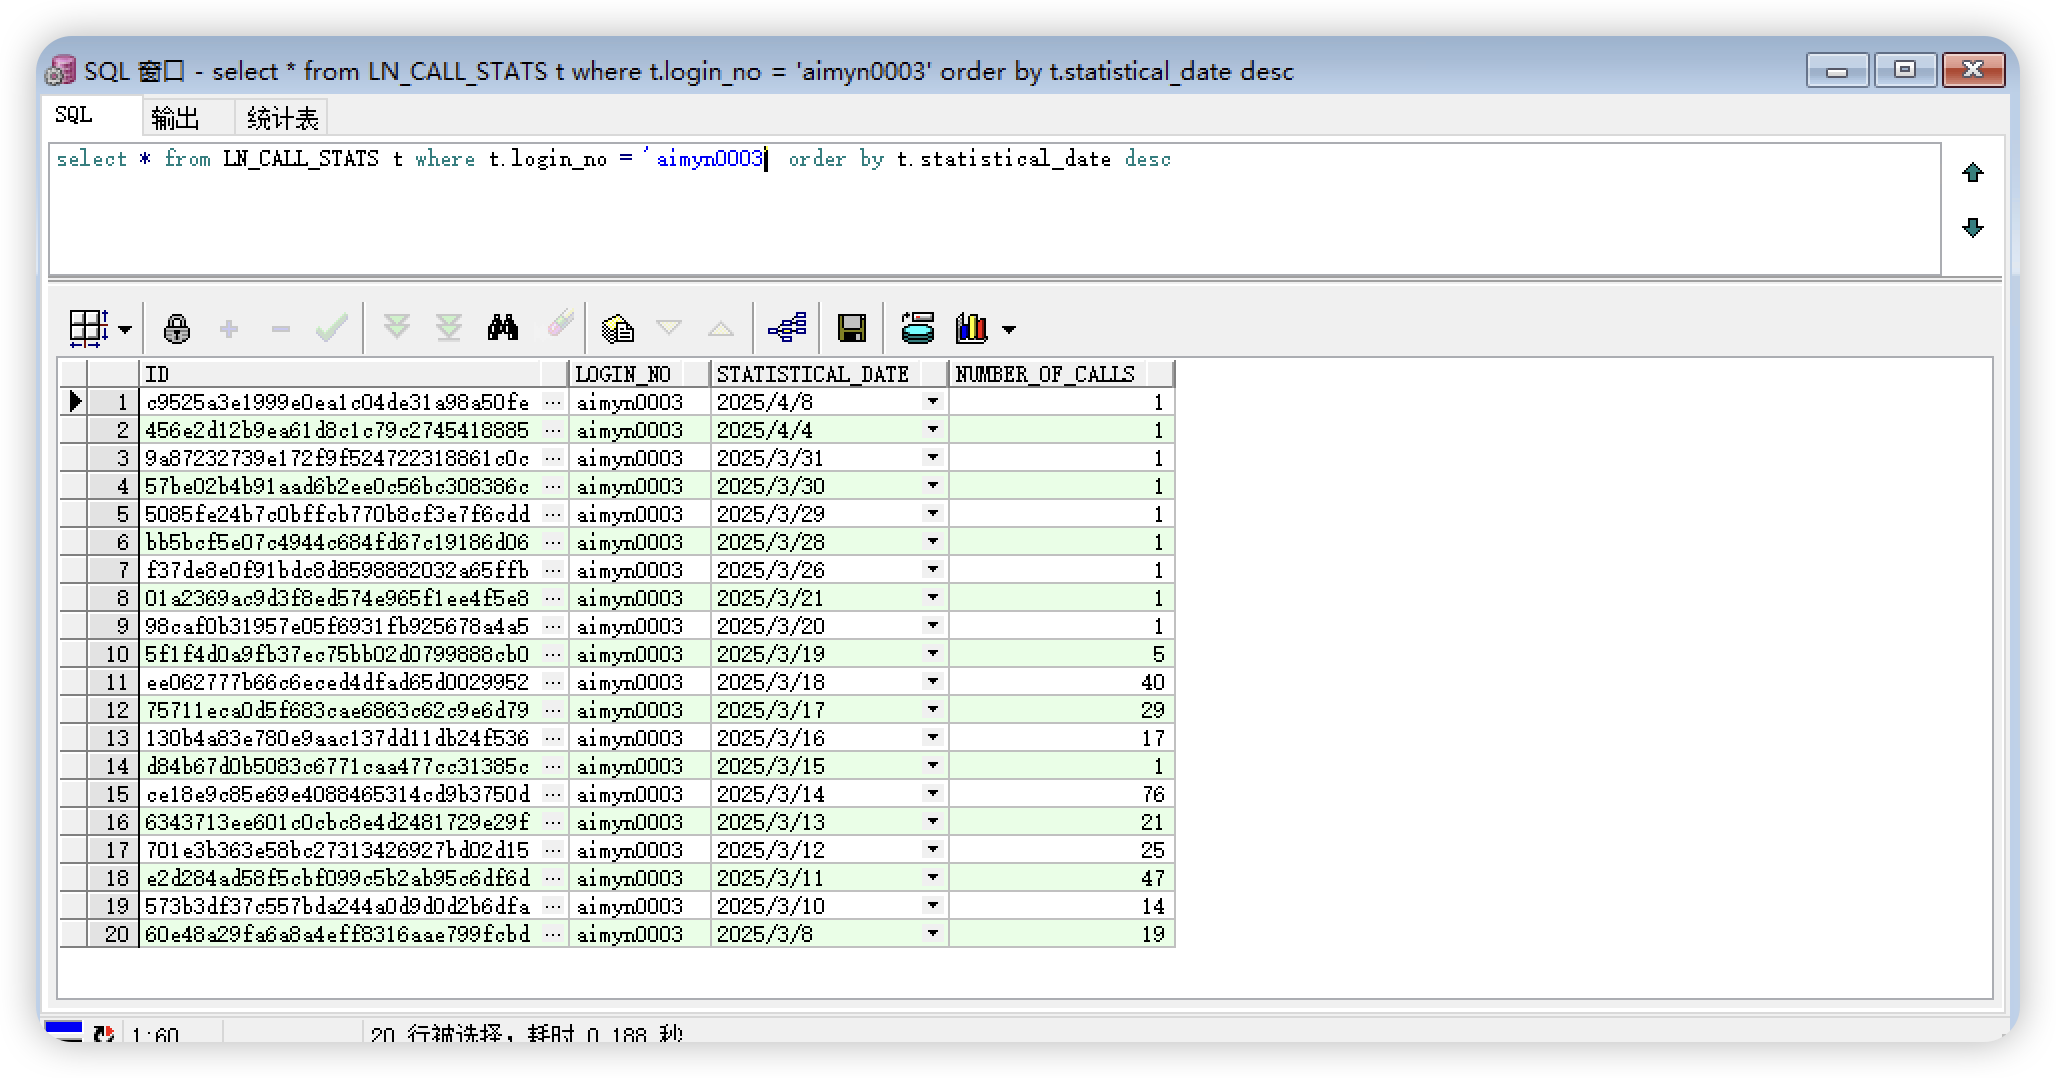 SQL 窗口 - select * from LN_CALL_STATS t where t.login_no = 'aimyn0003' order by t.statistical_date desc
SQL 输出 统计表
select * from LN_CALL_STATS t where t.login_no ='aimyn0003 order by t.statistical_date desc
ID LOGIN_NO STATISTICAL_DATE NUMBER_OF_CALLS
1 c9525a3e1999e0ea1c04de31a98a50fe ... aimyn0003 2025/4/8 1
2 456e2d12b9ea61d8c1c79c2745418885 ... aimyn0003 2025/4/4 1
3 9a87232739e172f9f524722318861c0c ... aimyn0003 2025/3/31 1
4 57be02b4b91aad6b2ee0c56bc308386c ... aimyn0003 2025/3/30 1
5 5085fe24b7c0bffcb770b8cf3e7f6cdd ... aimyn0003 2025/3/29 1
6 bb5bcf5e07c4944c684fd67c19186d06 ... aimyn0003 2025/3/28 1
7 f37de8e0f91bdc8d8598882032a65ffb ... aimyn0003 2025/3/26 1
8 01a2369ac9d3f8ed574e965f1ee4f5e8 ... aimyn0003 2025/3/21 1
9 98caf0b31957e05f6931fb925678a4a5 ... aimyn0003 2025/3/20 1
10 5f1f4d0a9fb37ec75bb02d0799888cb0 ... aimyn0003 2025/3/19 5
11 ee062777b66c6eced4dfad65d0029952 ... aimyn0003 2025/3/18 40
12 75711eca0d5f683cae6863c62c9e6d79 ... aimyn0003 2025/3/17 29
13 130b4a83e780e9aac137dd11db24f536 ... aimyn0003 2025/3/16 17
14 d84b67d0b5083c6771caa477cc31385c ... aimyn0003 2025/3/15 1
15 ce18e9c85e69e4088465314cd9b3750d ... aimyn0003 2025/3/14 76
16 6343713ee601c0cbc8e4d2481729e29f ... aimyn0003 2025/3/13 21
17 701e3b363e58bc27313426927bd02d15 ... aimyn0003 2025/3/12 25
18 e2d284ad58f5cbf099c5b2ab95c6df6d ... aimyn0003 2025/3/11 47
19 573b3df37c557bda244a0d9d0d2b6dfa ... aimyn0003 2025/3/10 14
20 60e48a29fa6a8a4eff8316aae799fcbd ... aimyn0003 2025/3/8 19
1:60 20 行被选择，耗时 0.188 秒